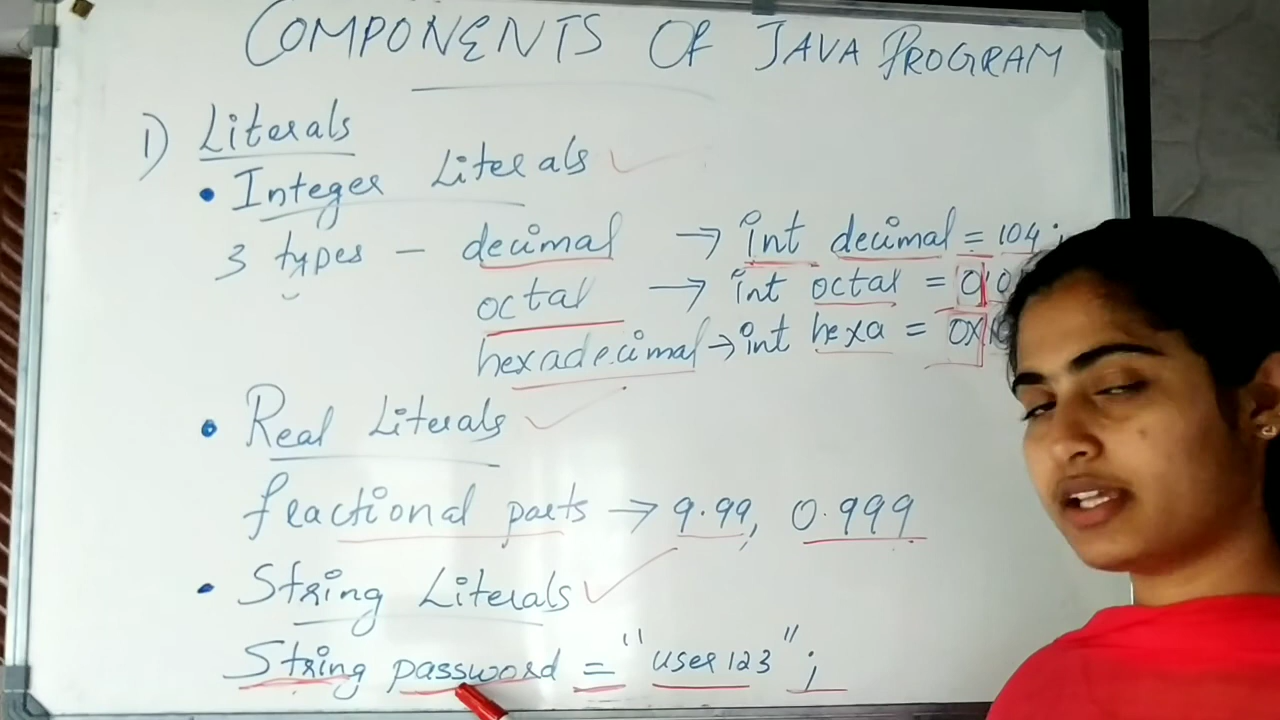 COMPONENTS OF JAVA PROGRAM
1) Literals
• Integer Literals
3 types – decimal → int decimal = 104;
octal → int octal = 0
hexadecimal → int hexa = 0x
• Real Literals
fractional parts → 9.99, 0.999
• String Literals
String password = "user123";